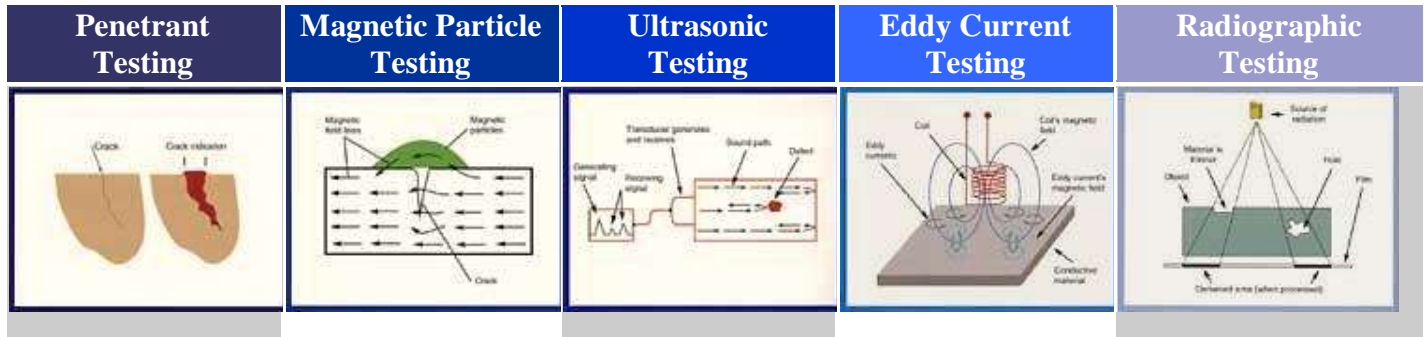 Penetrant
Testing
Magnetic Particle
Testing
Ultrasonic
Testing
Eddy Current
Testing
Radiographic
Testing
Crack
Crack indication
Magnetic
field lines
Magnetic
particles
Crack
Transducer generates
and receives
Sound path
Defect
Generating
signal
Receiving
signal
Coil
Coil's magnetic
field
Eddy
currents
Eddy current's
magnetic field
Conductive
material
Source of
radiation
Material is
thinner
Hole
Object
Film
Darkened area (when processed)